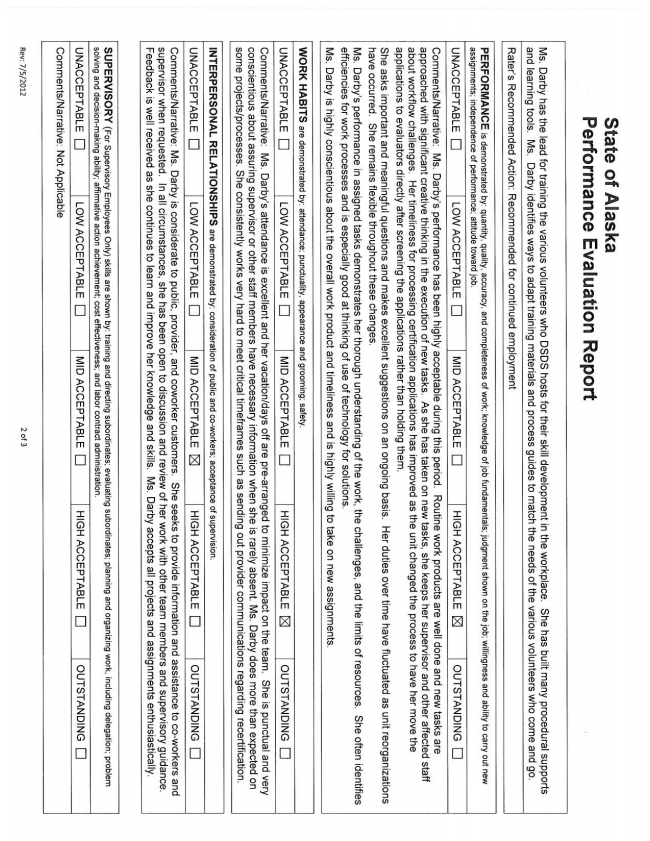 State of Alaska
Performance Evaluation Report
Ms. Darby has the lead for training the various volunteers who DSDS hosts for their skill development in the workplace. She has built many procedural supports
and learning tools. Ms. Darby identifies ways to adapt training materials and process guides to match the needs of the various volunteers who come and go.
Rater's Recommended Action: Recommended for continued employment
PERFORMANCE is demonstrated by: quantity, quality, accuracy, and completeness of work; knowledge of job fundamentals; judgment shown on the job; willingness and ability to carry out new
assignments; independence of performance; attitude toward job.
UNACCEPTABLE ☐ LOW ACCEPTABLE ☐ MID ACCEPTABLE ☐ HIGH ACCEPTABLE ☒ OUTSTANDING ☐
Comments/Narrative: Ms. Darby's performance has been highly acceptable during this period. Routine work products are well done and new tasks are
approached with significant creative thinking in the execution of new tasks. As she has taken on new tasks, she keeps her supervisor and other affected staff
about workflow challenges. Her timeliness for processing certification applications has improved as the unit changed the process to have her move the
applications to evaluators directly after screening the applications rather than holding them.
She asks important and meaningful questions and makes excellent suggestions on an ongoing basis. Her duties over time have fluctuated as unit reorganizations
have occurred. She remains flexible throughout these changes.
Ms. Darby's performance in assigned tasks demonstrates her thorough understanding of the work, the challenges, and the limits of resources. She often identifies
efficiencies for work processes and is especially good at thinking of use of technology for solutions.
Ms. Darby is highly conscientious about the overall work product and timeliness and is highly willing to take on new assignments.
WORK HABITS are demonstrated by: attendance; punctuality, appearance and grooming; safety.
UNACCEPTABLE ☐ LOW ACCEPTABLE ☐ MID ACCEPTABLE ☐ HIGH ACCEPTABLE ☒ OUTSTANDING ☐
Comments/Narrative: Ms. Darby's attendance is excellent and her vacation/days off are pre-arranged to minimize impact on the team. She is punctual and very
conscientious about assuring supervisor or other staff members have necessary information when she is rarely absent. Ms. Darby does more than expected on
some projects/processes. She consistently works very hard to meet critical timeframes such as sending out provider communications regarding recertification.
INTERPERSONAL RELATIONSHIPS are demonstrated by: consideration of public and co-workers; acceptance of supervision.
UNACCEPTABLE ☐ LOW ACCEPTABLE ☐ MID ACCEPTABLE ☒ HIGH ACCEPTABLE ☐ OUTSTANDING ☐
Comments/Narrative: Ms. Darby is considerate to public, provider, and coworker customers. She seeks to provide information and assistance to co-workers and
supervisor when requested. In all circumstances, she has been open to discussion and review of her work with other team members and supervisory guidance.
Feedback is well received as she continues to learn and improve her knowledge and skills. Ms. Darby accepts all projects and assignments enthusiastically.
SUPERVISORY (For Supervisory Employees Only) skills are shown by: training and directing subordinates; evaluating subordinates; planning and organizing work, including delegation; problem
solving and decision-making ability; affirmative action achievement; cost effectiveness; and labor contract administration.
UNACCEPTABLE ☐ LOW ACCEPTABLE ☐ MID ACCEPTABLE ☐ HIGH ACCEPTABLE ☐ OUTSTANDING ☐
Comments/Narrative: Not Applicable
Rev: 7/5/2012 2 of 3